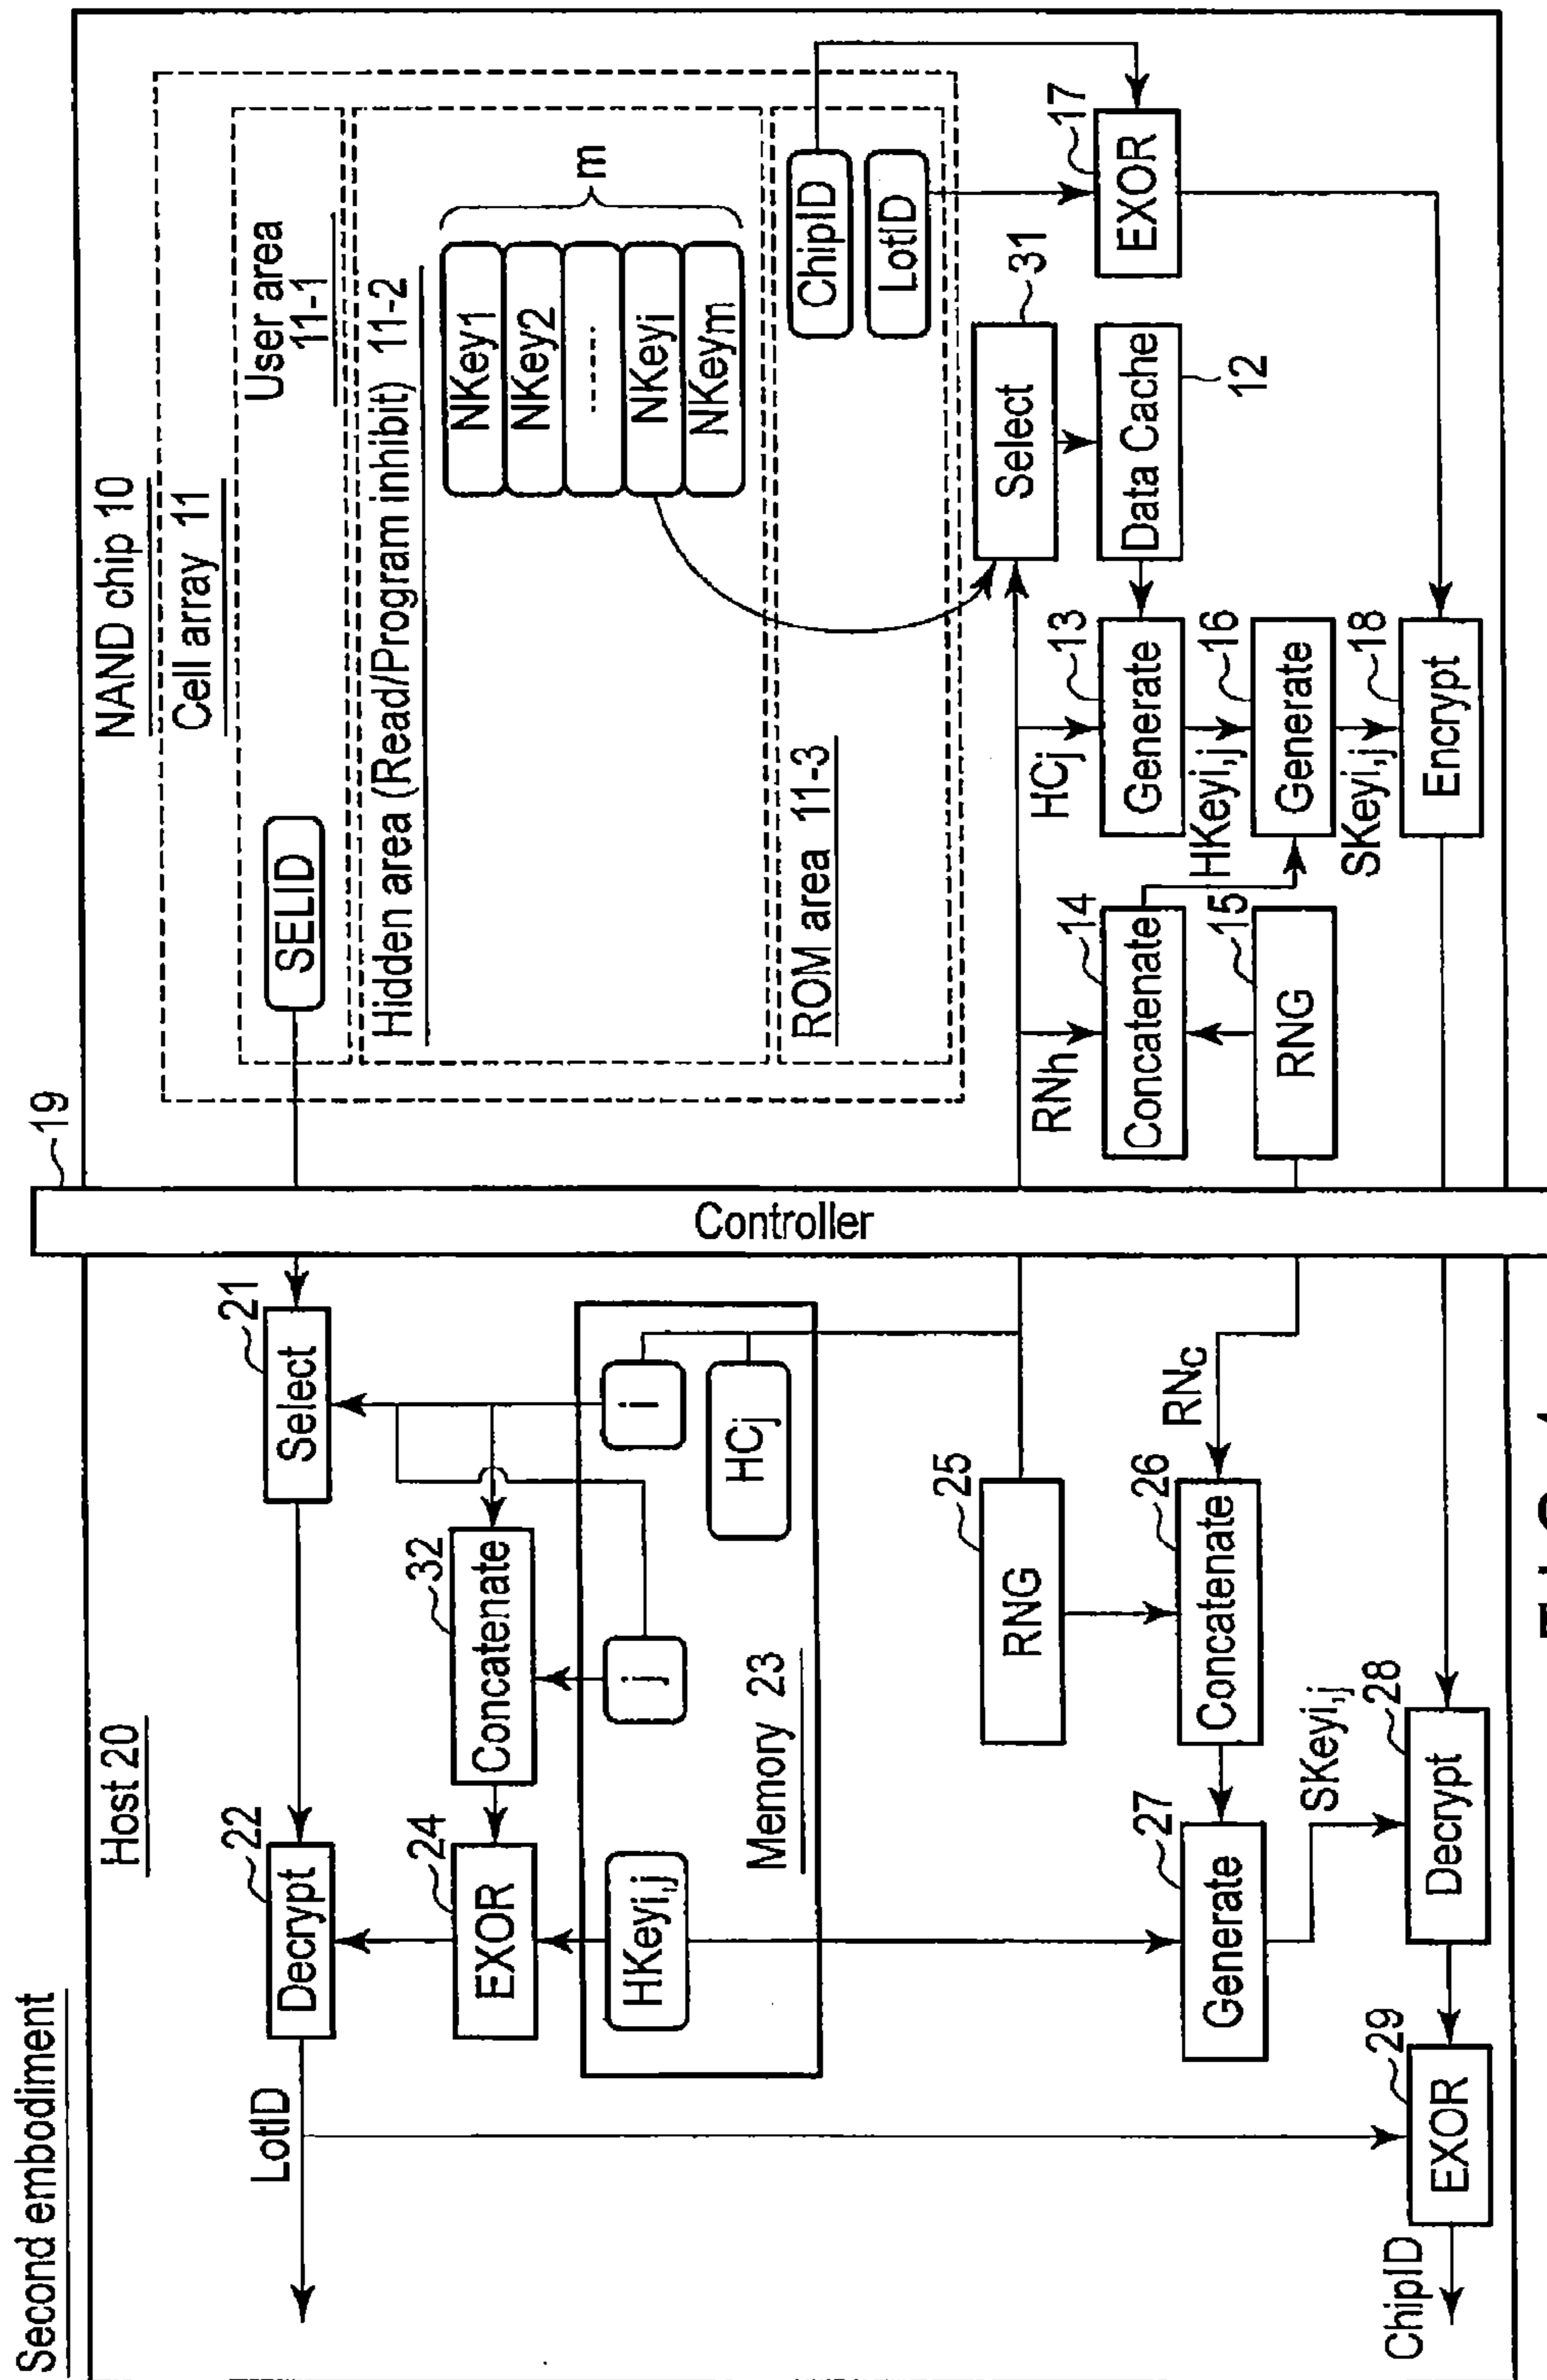 Second embodiment
Host 20
LotID
Decrypt
22
Select
21
EXOR
24
Concatenate
32
HKeyi,j
j
i
HCj
Memory 23
RNG
25
RNc
Generate
27
Concatenate
26
SKeyi,j
Decrypt
28
EXOR
29
ChipID
Controller
19
NAND chip 10
Cell array 11
User area
11-1
SELID
Hidden area (Read/Program inhibit) 11-2
NKey1
NKey2
NKeyi
NKeym
m
ROM area 11-3
ChipID
LotID
Select
31
Data Cache
12
EXOR
17
HCj
Generate
13
HKeyi,j
Generate
16
SKeyi,j
Encrypt
18
RNh
Concatenate
14
RNG
15